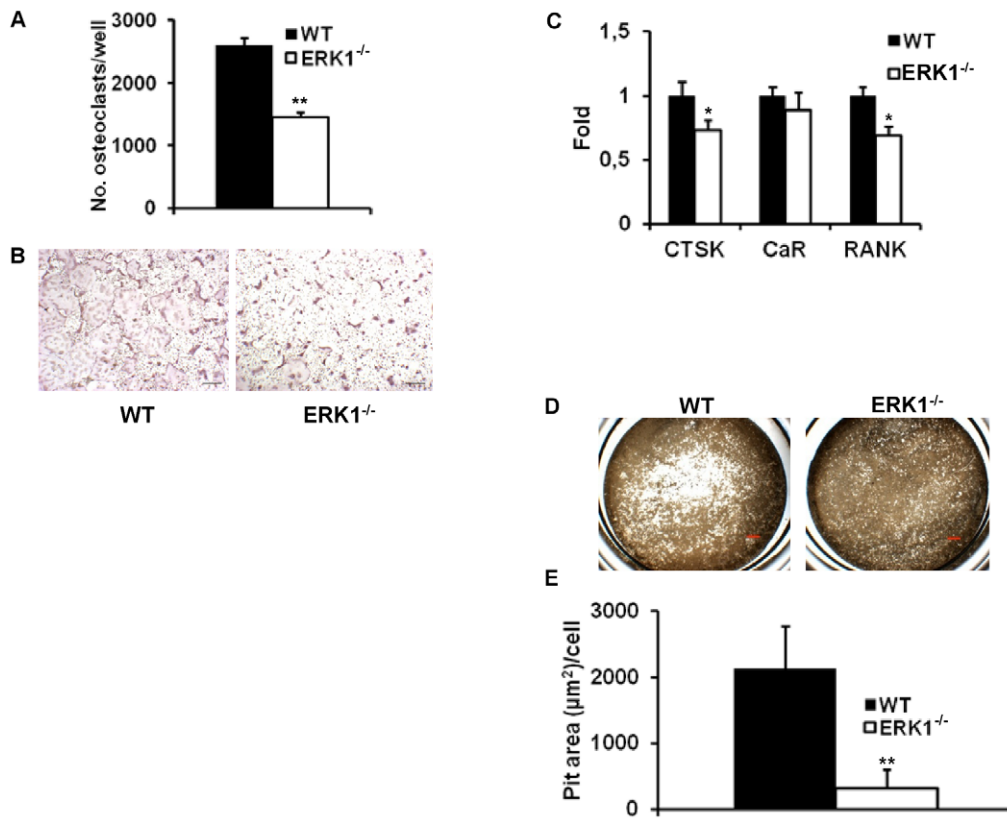 A
3000
2000
1000
0
No. osteoclasts/well
WT
ERK1-/-
**
B
WT
ERK1-/-
C
1,5
1
0,5
0
Fold
WT
ERK1-/-
*
*
CTSK
CaR
RANK
D
WT
ERK1-/-
E
3000
2000
1000
0
Pit area (µm²)/cell
WT
ERK1-/-
**